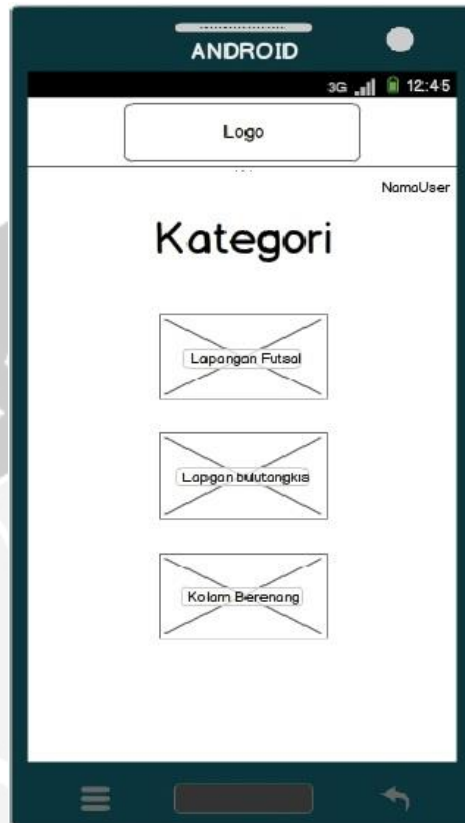 ANDROID
3G 12:45
Logo
NamaUser
Kategori
Lapangan Futsal
Lapgan bulutangkis
Kolam Berenang